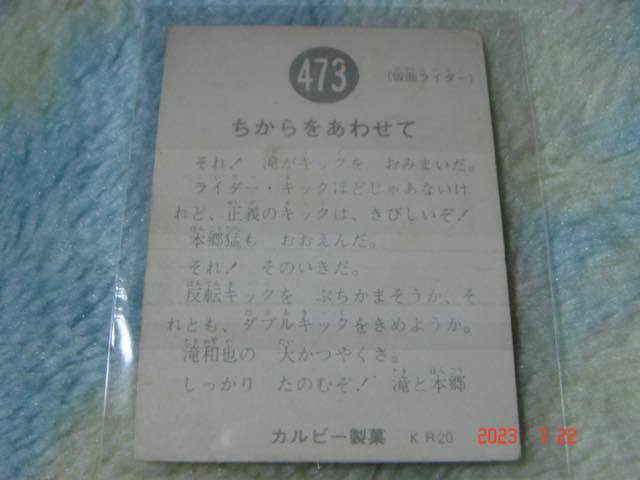 473
(仮面ライダー)
ちからをあわせて
それ! 滝がキックを おみまいだ。
ライダー・キックほどじゃあないけ
れど、正義のキックは、きびしいぞ!
本郷猛も おおえんだ。
それ! そのいきだ。
反転キックを ぶちかまそうか、そ
れとも、ダブルキックをきめようか。
滝和也の 大かつやくさ。
しっかり たのむぞ! 滝と本郷
カルビー製菓 KR20
2023. 7.22